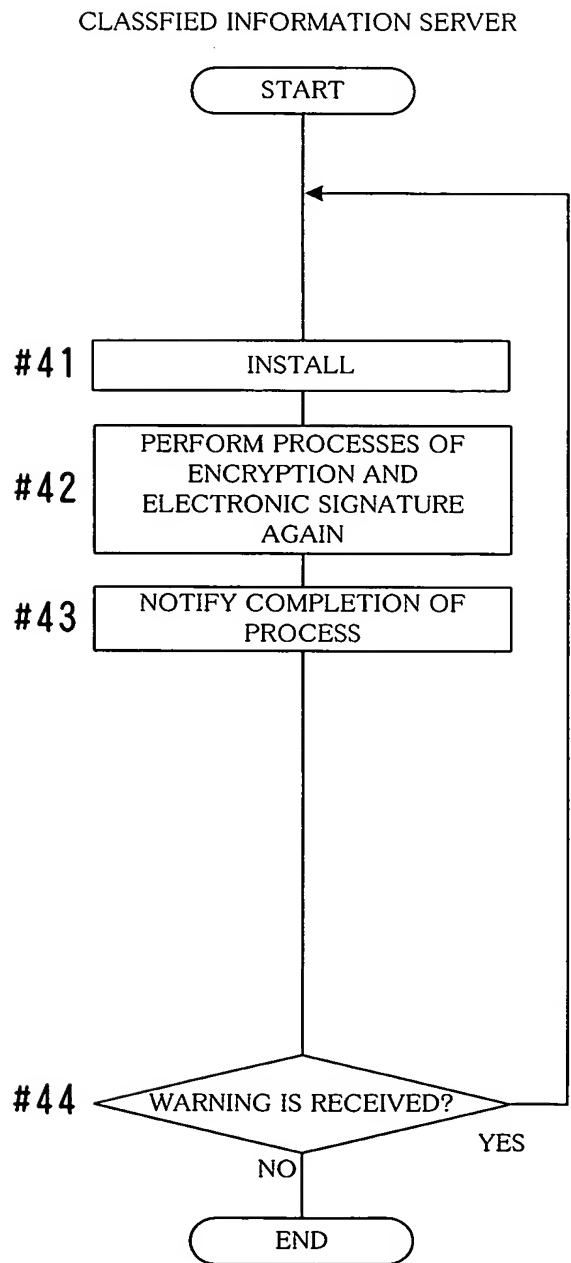 CLASSFIED INFORMATION SERVER
START
#41
INSTALL
#42
PERFORM PROCESSES OF
ENCRYPTION AND
ELECTRONIC SIGNATURE
AGAIN
#43
NOTIFY COMPLETION OF
PROCESS
#44
WARNING IS RECEIVED?
YES
NO
END